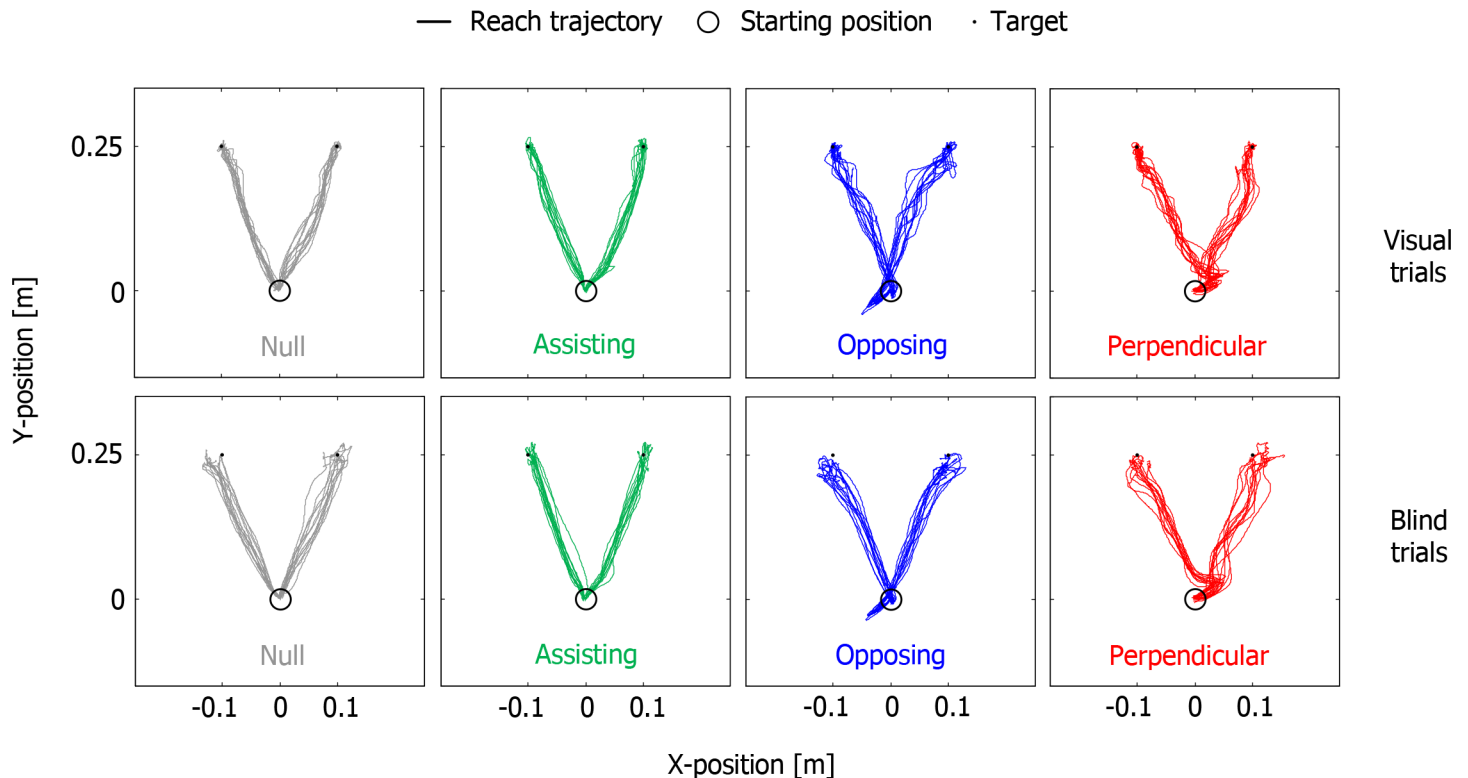 Reach trajectory Starting position Target
0.25
0
Null Assisting Opposing Perpendicular
Visual
trials
Y-position [m]
0.25
0
Null Assisting Opposing Perpendicular
Blind
trials
-0.1 0 0.1 -0.1 0 0.1 -0.1 0 0.1 -0.1 0 0.1
X-position [m]